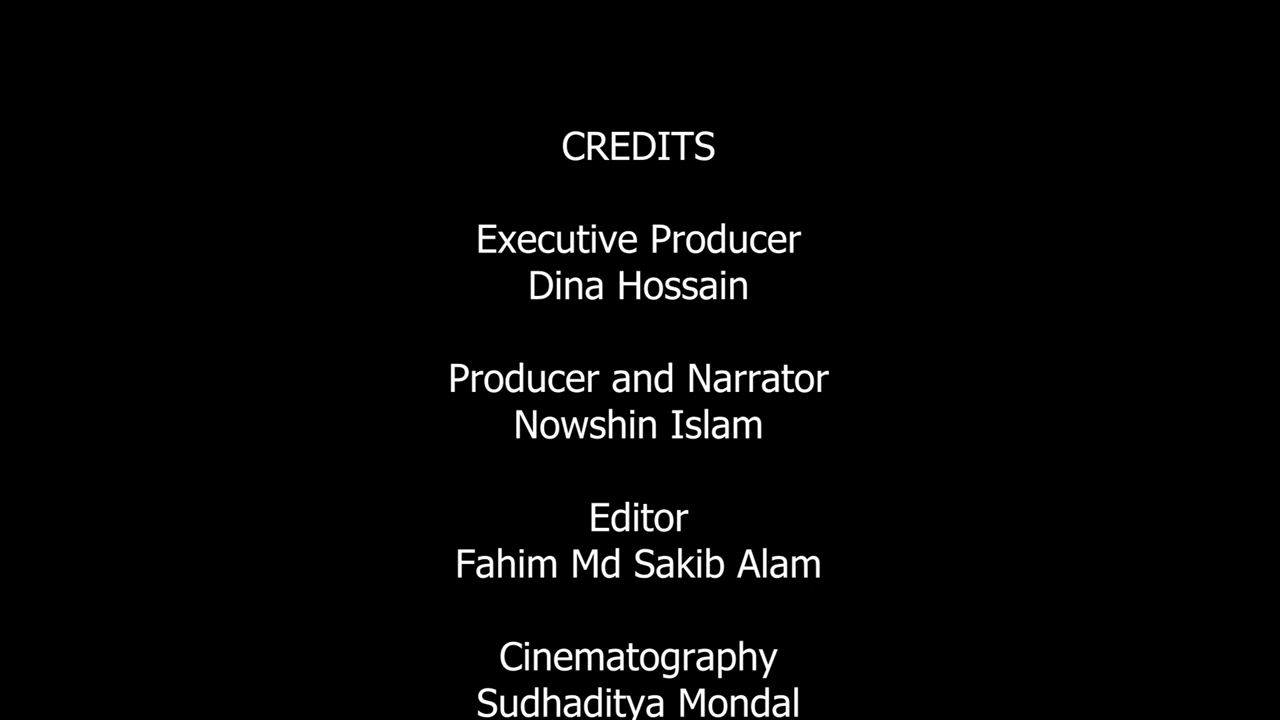 CREDITS
Executive Producer
Dina Hossain
Producer and Narrator
Nowshin Islam
Editor
Fahim Md Sakib Alam
Cinematography
Sudhaditya Mondal